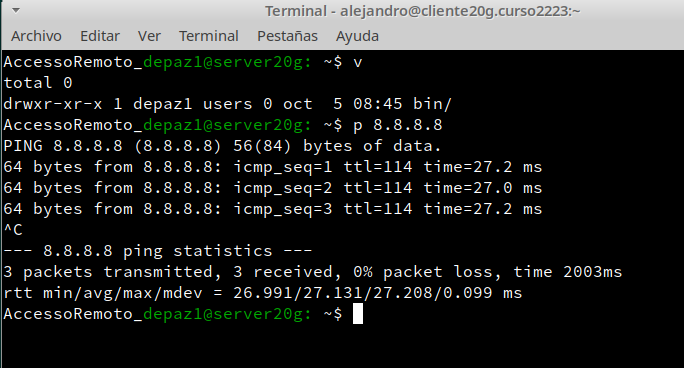 Terminal - alejandro@cliente20g.curso2223:~
Archivo Editar Ver Terminal Pestañas Ayuda
AccessoRemoto_depaz1@server20g: ~$ v
total 0
drwxr-xr-x 1 depaz1 users 0 oct  5 08:45 bin/
AccessoRemoto_depaz1@server20g: ~$ p 8.8.8.8
PING 8.8.8.8 (8.8.8.8) 56(84) bytes of data.
64 bytes from 8.8.8.8: icmp_seq=1 ttl=114 time=27.2 ms
64 bytes from 8.8.8.8: icmp_seq=2 ttl=114 time=27.0 ms
64 bytes from 8.8.8.8: icmp_seq=3 ttl=114 time=27.2 ms
^C
--- 8.8.8.8 ping statistics ---
3 packets transmitted, 3 received, 0% packet loss, time 2003ms
rtt min/avg/max/mdev = 26.991/27.131/27.208/0.099 ms
AccessoRemoto_depaz1@server20g: ~$